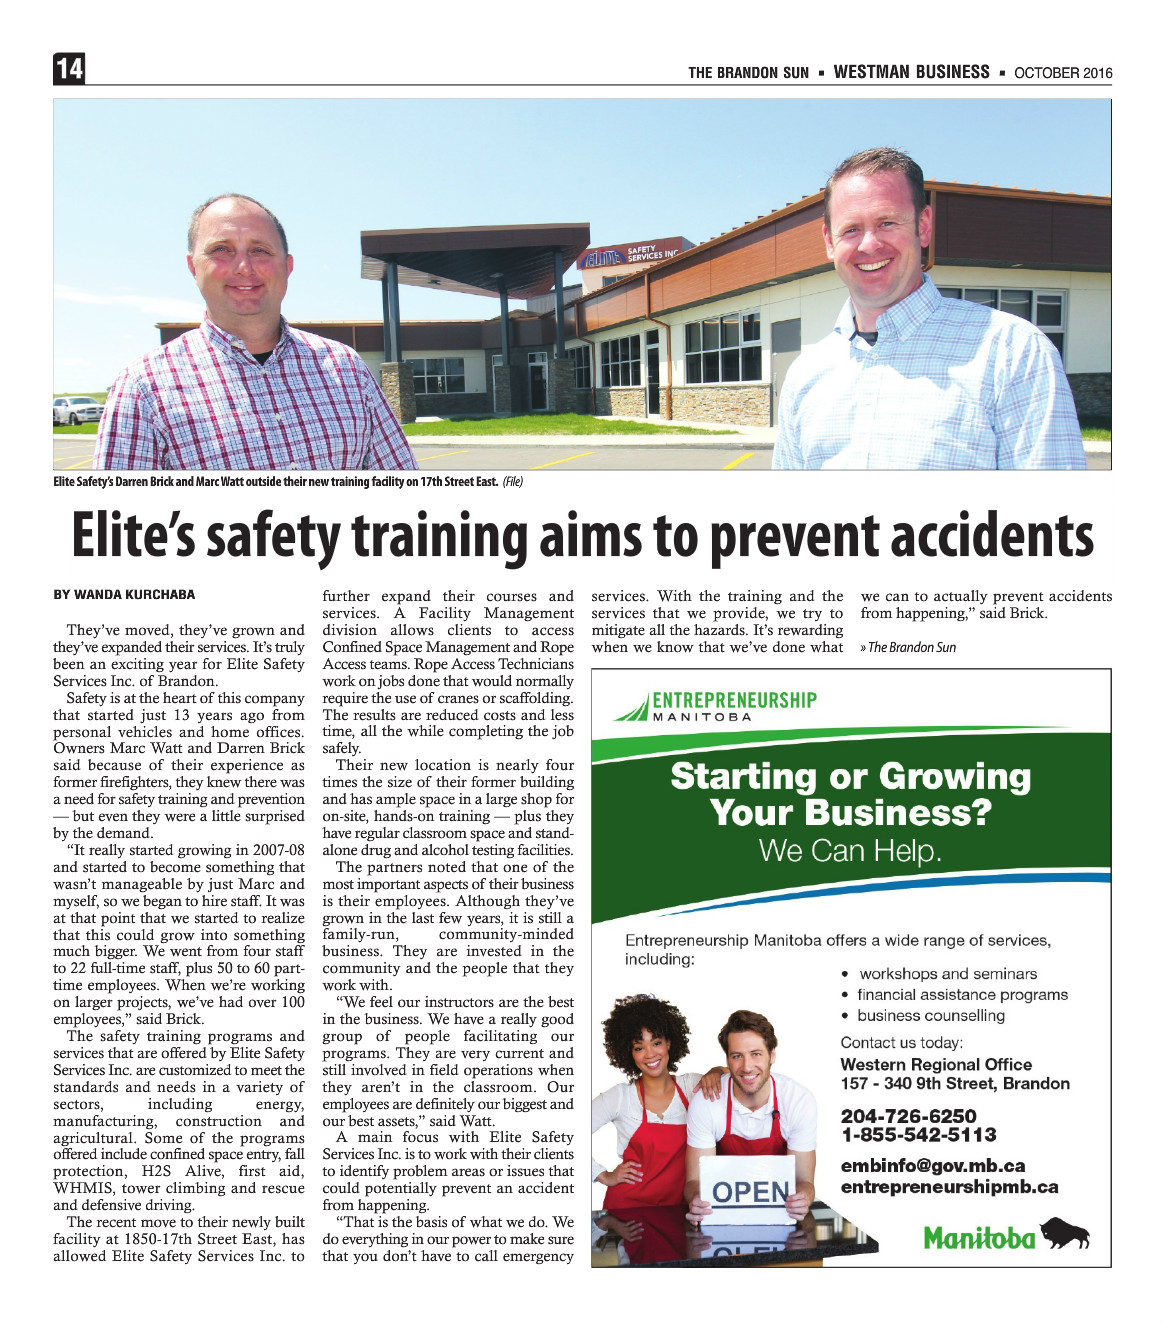 14
THE BRANDON SUN ▪ WESTMAN BUSINESS ▪ OCTOBER 2016
ELITE SAFETY
SERVICES INC
Elite Safety's Darren Brick and Marc Watt outside their new training facility on 17th Street East. (File)
Elite's safety training aims to prevent accidents
BY WANDA KURCHABA
They've moved, they've grown and
they've expanded their services. It's truly
been an exciting year for Elite Safety
Services Inc. of Brandon.
Safety is at the heart of this company
that started just 13 years ago from
personal vehicles and home offices.
Owners Marc Watt and Darren Brick
said because of their experience as
former firefighters, they knew there was
a need for safety training and prevention
— but even they were a little surprised
by the demand.
“It really started growing in 2007-08
and started to become something that
wasn't manageable by just Marc and
myself, so we began to hire staff. It was
at that point that we started to realize
that this could grow into something
much bigger. We went from four staff
to 22 full-time staff, plus 50 to 60 part-
time employees. When we're working
on larger projects, we've had over 100
employees,” said Brick.
The safety training programs and
services that are offered by Elite Safety
Services Inc. are customized to meet the
standards and needs in a variety of
sectors, including energy,
manufacturing, construction and
agricultural. Some of the programs
offered include confined space entry, fall
protection, H2S Alive, first aid,
WHMIS, tower climbing and rescue
and defensive driving.
The recent move to their newly built
facility at 1850-17th Street East, has
allowed Elite Safety Services Inc. to
further expand their courses and
services. A Facility Management
division allows clients to access
Confined Space Management and Rope
Access teams. Rope Access Technicians
work on jobs done that would normally
require the use of cranes or scaffolding.
The results are reduced costs and less
time, all the while completing the job
safely.
Their new location is nearly four
times the size of their former building
and has ample space in a large shop for
on-site, hands-on training — plus they
have regular classroom space and stand-
alone drug and alcohol testing facilities.
The partners noted that one of the
most important aspects of their business
is their employees. Although they've
grown in the last few years, it is still a
family-run, community-minded
business. They are invested in the
community and the people that they
work with.
“We feel our instructors are the best
in the business. We have a really good
group of people facilitating our
programs. They are very current and
still involved in field operations when
they aren't in the classroom. Our
employees are definitely our biggest and
our best assets,” said Watt.
A main focus with Elite Safety
Services Inc. is to work with their clients
to identify problem areas or issues that
could potentially prevent an accident
from happening.
“That is the basis of what we do. We
do everything in our power to make sure
that you don't have to call emergency
services. With the training and the
services that we provide, we try to
mitigate all the hazards. It's rewarding
when we know that we've done what
we can to actually prevent accidents
from happening,” said Brick.
» The Brandon Sun
ENTREPRENEURSHIP
MANITOBA
Starting or Growing
Your Business?
We Can Help.
Entrepreneurship Manitoba offers a wide range of services,
including:
• workshops and seminars
• financial assistance programs
• business counselling
Contact us today:
Western Regional Office
157 - 340 9th Street, Brandon
204-726-6250
1-855-542-5113
embinfo@gov.mb.ca
entrepreneurshipmb.ca
OPEN
Manitoba